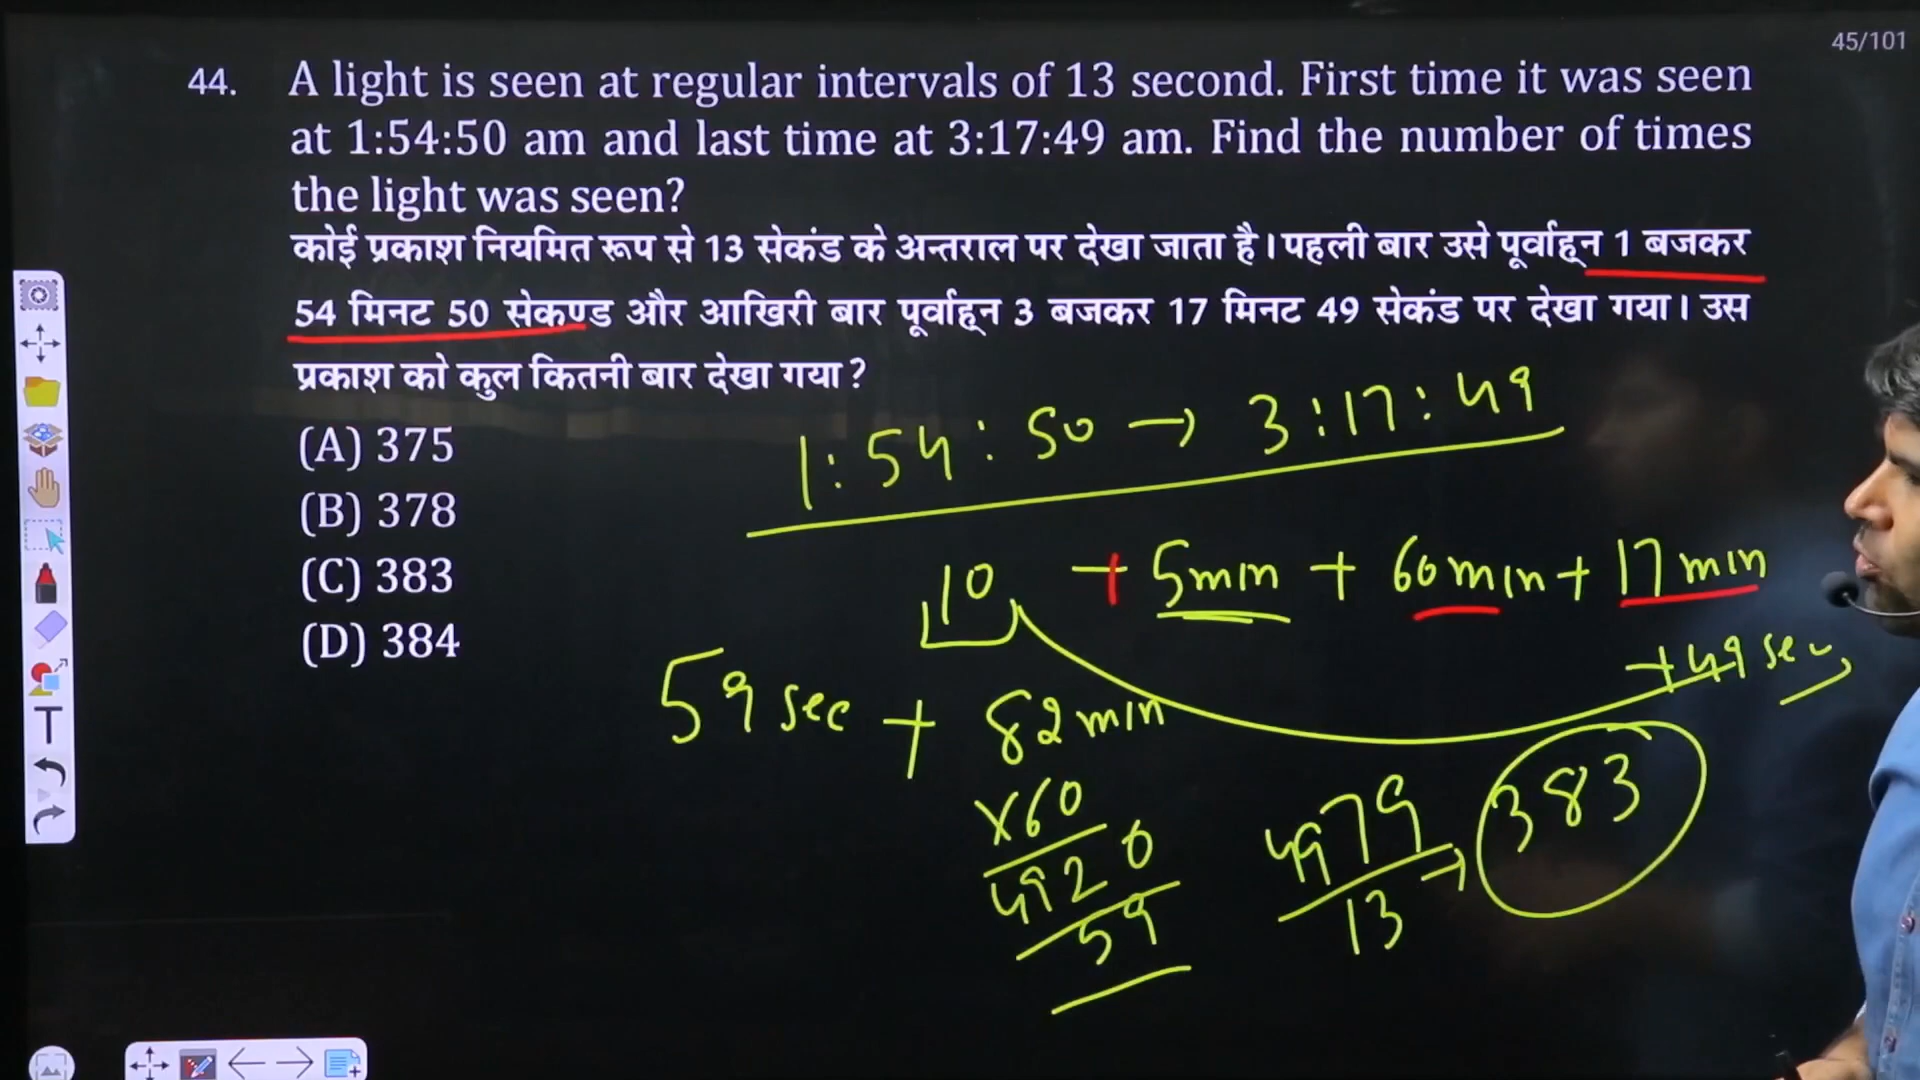 45/101
44. A light is seen at regular intervals of 13 second. First time it was seen
at 1:54:50 am and last time at 3:17:49 am. Find the number of times
the light was seen?
कोई प्रकाश नियमित रूप से 13 सेकंड के अन्तराल पर देखा जाता है। पहली बार उसे पूर्वाह्न 1 बजकर
54 मिनट 50 सेकण्ड और आखिरी बार पूर्वाह्न 3 बजकर 17 मिनट 49 सेकंड पर देखा गया। उस
प्रकाश को कुल कितनी बार देखा गया?
(A) 375
(B) 378
(C) 383
(D) 384
1:54:50 → 3:17:49
10 + 5min + 60min + 17min
+49 sec
59 sec + 82min
x60
4920
59
4979
13
→ 383
T